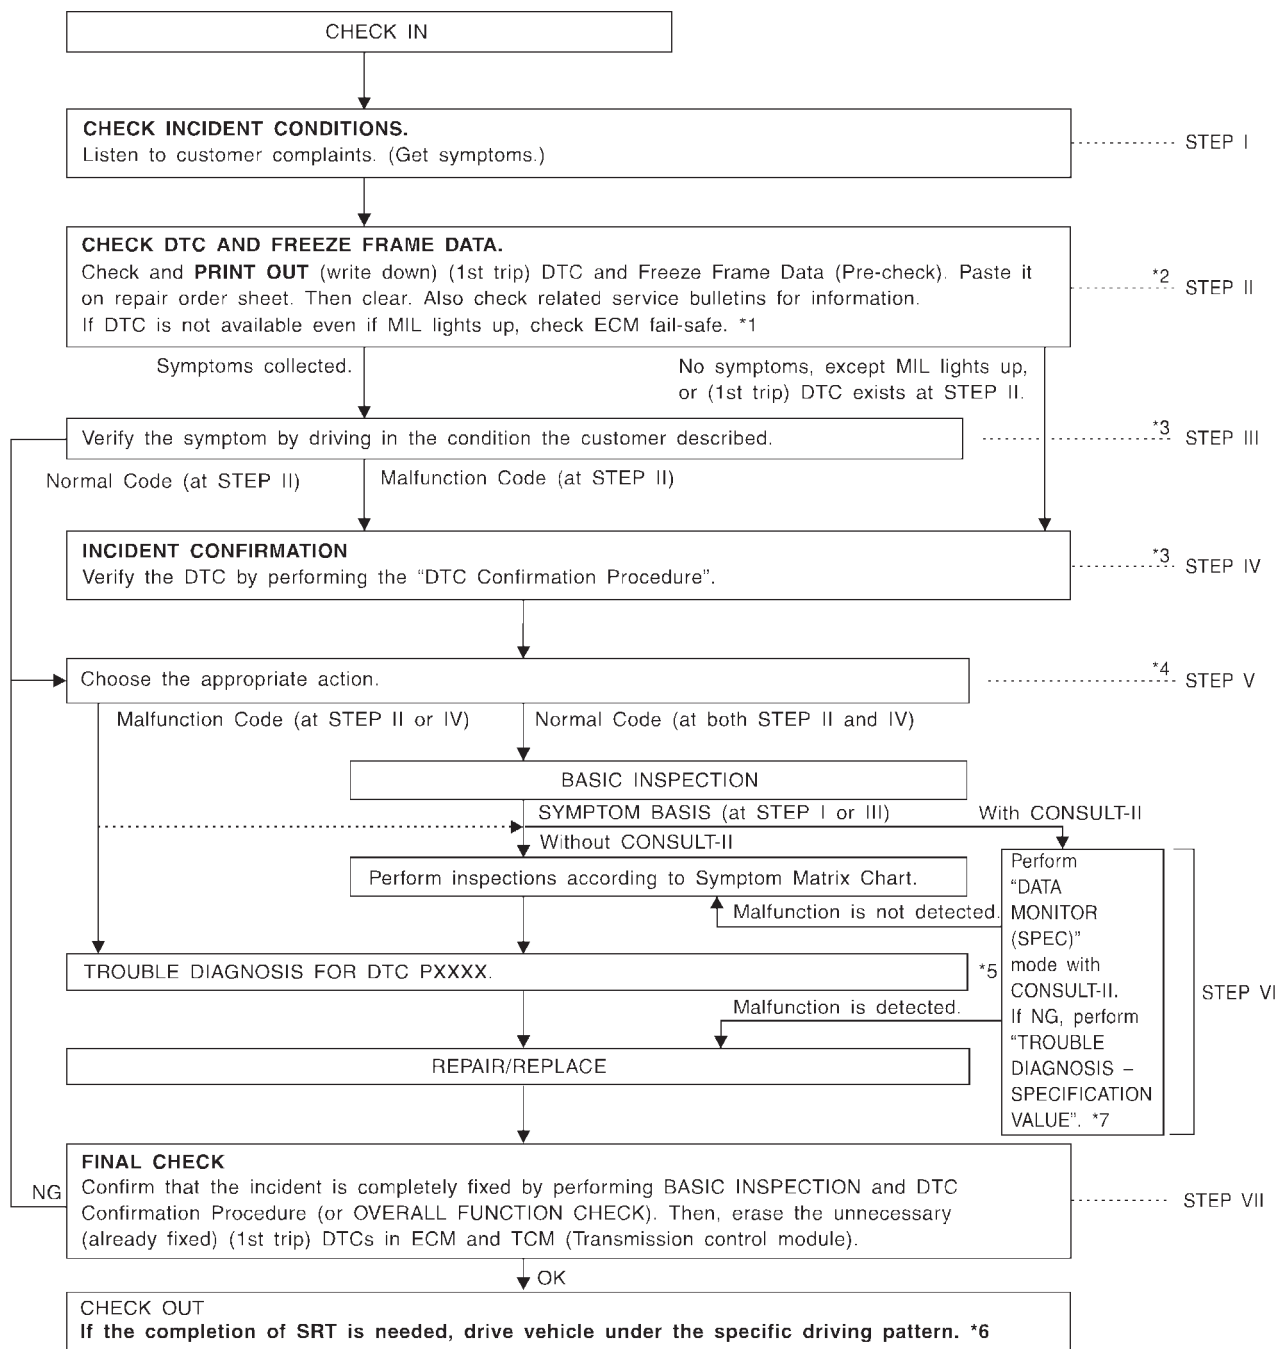 CHECK IN
CHECK INCIDENT CONDITIONS.
Listen to customer complaints. (Get symptoms.)
STEP I
CHECK DTC AND FREEZE FRAME DATA.
Check and PRINT OUT (write down) (1st trip) DTC and Freeze Frame Data (Pre-check). Paste it
on repair order sheet. Then clear. Also check related service bulletins for information.
If DTC is not available even if MIL lights up, check ECM fail-safe. *1
*2
STEP II
Symptoms collected.
No symptoms, except MIL lights up,
or (1st trip) DTC exists at STEP II.
Verify the symptom by driving in the condition the customer described.
*3
STEP III
Normal Code (at STEP II)
Malfunction Code (at STEP II)
INCIDENT CONFIRMATION
Verify the DTC by performing the “DTC Confirmation Procedure”.
*3
STEP IV
Choose the appropriate action.
*4
STEP V
Malfunction Code (at STEP II or IV)
Normal Code (at both STEP II and IV)
BASIC INSPECTION
SYMPTOM BASIS (at STEP I or III)
With CONSULT-II
Without CONSULT-II
Perform inspections according to Symptom Matrix Chart.
Malfunction is not detected.
Perform
“DATA
MONITOR
(SPEC)”
mode with
CONSULT-II.
If NG, perform
“TROUBLE
DIAGNOSIS –
SPECIFICATION
VALUE”. *7
STEP VI
TROUBLE DIAGNOSIS FOR DTC PXXXX.
*5
Malfunction is detected.
REPAIR/REPLACE
FINAL CHECK
Confirm that the incident is completely fixed by performing BASIC INSPECTION and DTC
Confirmation Procedure (or OVERALL FUNCTION CHECK). Then, erase the unnecessary
(already fixed) (1st trip) DTCs in ECM and TCM (Transmission control module).
NG
STEP VII
OK
CHECK OUT
If the completion of SRT is needed, drive vehicle under the specific driving pattern. *6